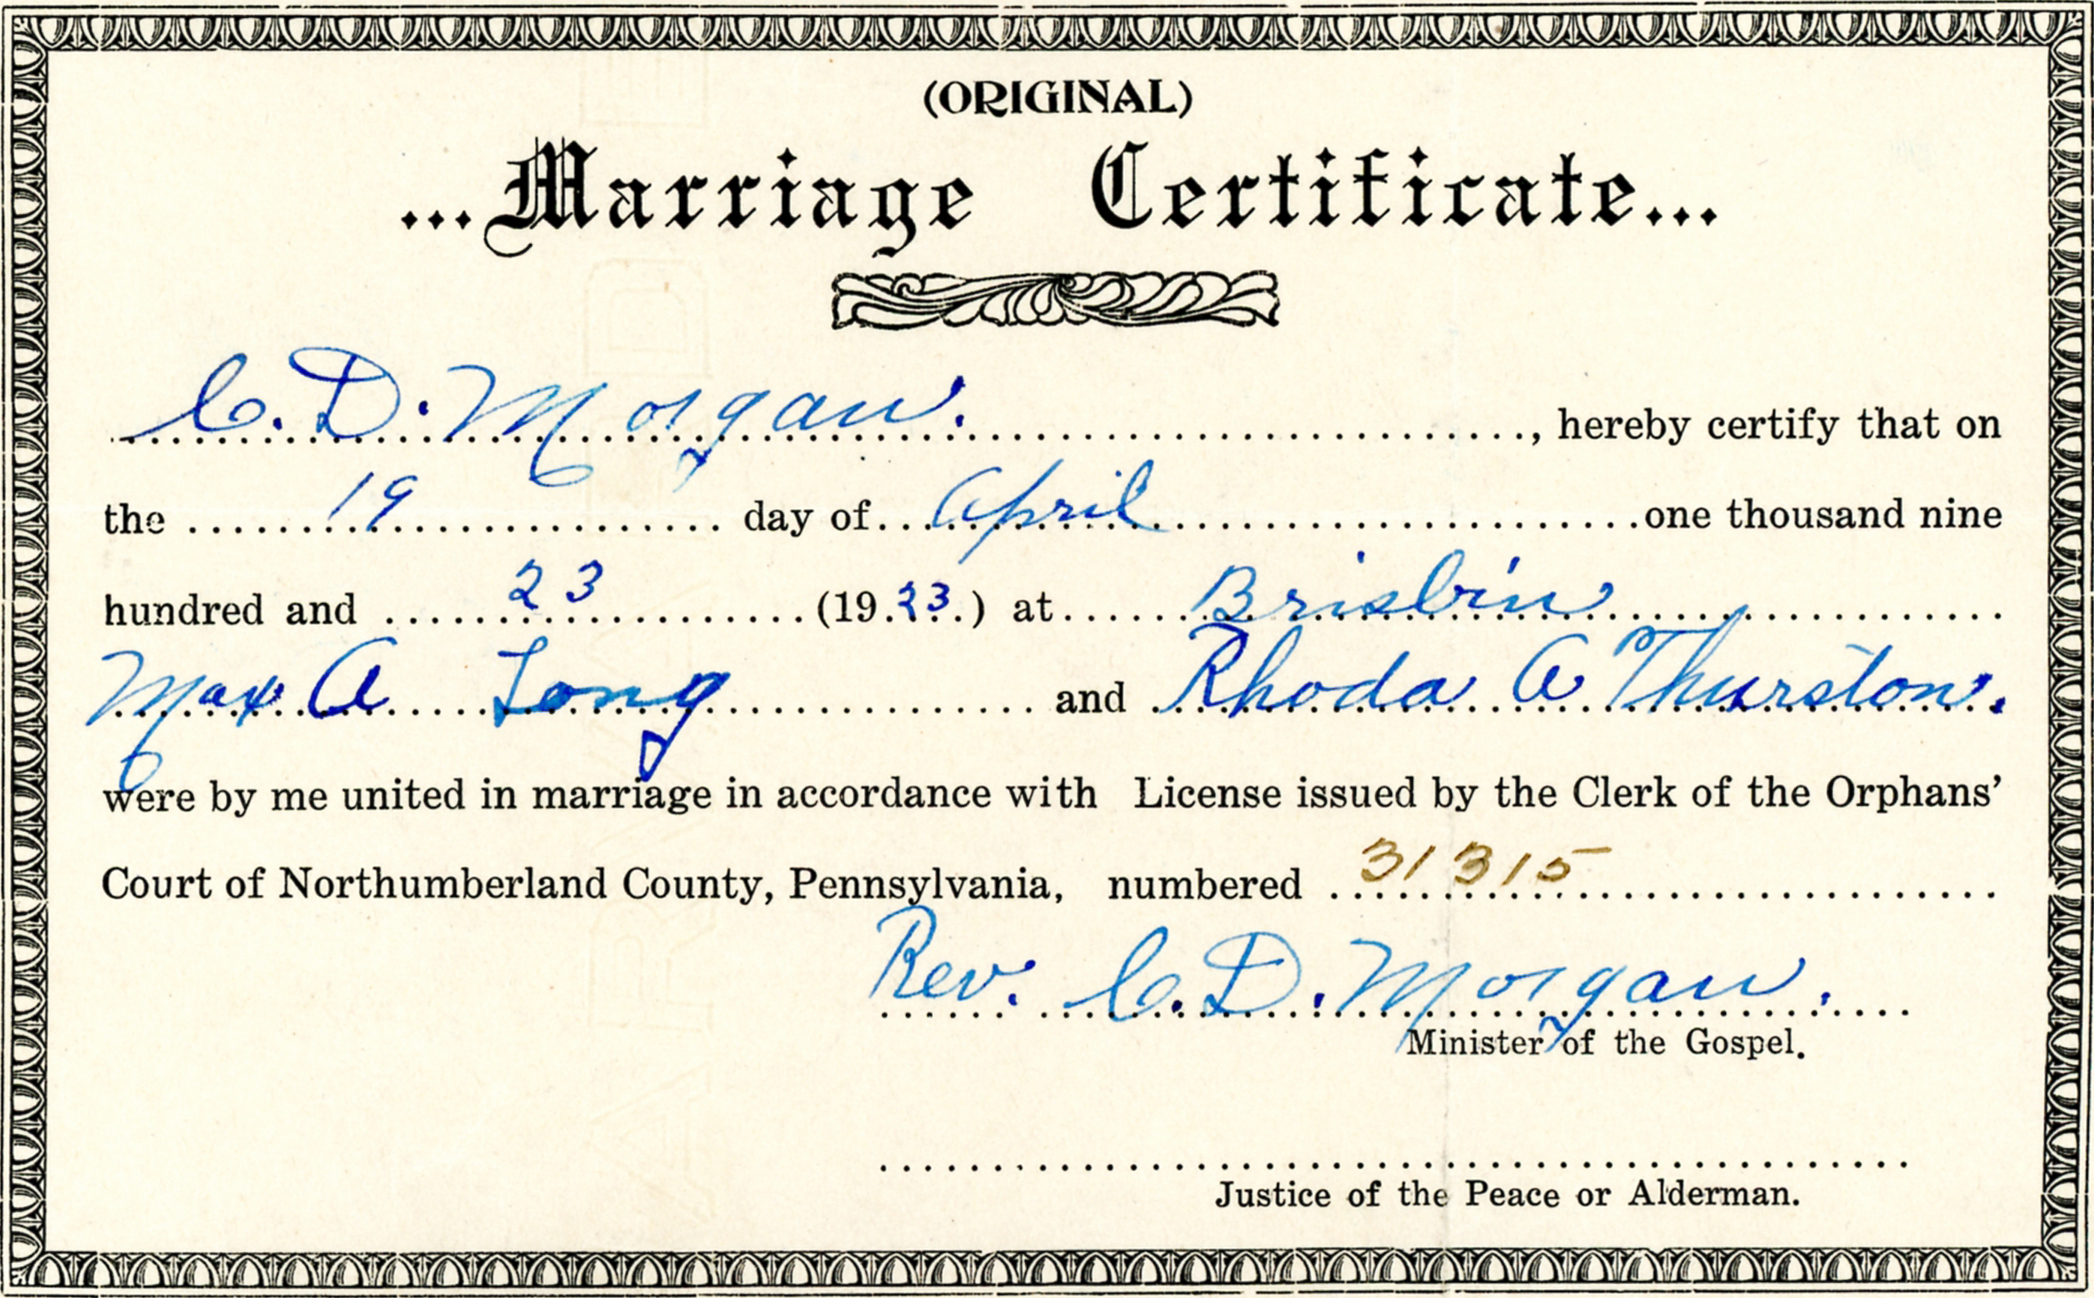 (ORIGINAL)
...Marriage Certificate...
C. D. Morgan. , hereby certify that on
the 19 day of April one thousand nine
hundred and 23 (1923.) at Brisbin
Max A Long and Rhoda A Thurston.
were by me united in marriage in accordance with License issued by the Clerk of the Orphans'
Court of Northumberland County, Pennsylvania, numbered 31315
Rev. C. D. Morgan.
Minister of the Gospel.
Justice of the Peace or Alderman.